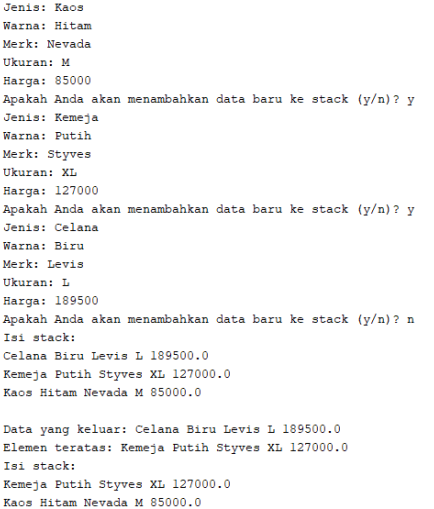 Jenis: Kaos
Warna: Hitam
Merk: Nevada
Ukuran: M
Harga: 85000
Apakah Anda akan menambahkan data baru ke stack (y/n)? y
Jenis: Kemeja
Warna: Putih
Merk: Styves
Ukuran: XL
Harga: 127000
Apakah Anda akan menambahkan data baru ke stack (y/n)? y
Jenis: Celana
Warna: Biru
Merk: Levis
Ukuran: L
Harga: 189500
Apakah Anda akan menambahkan data baru ke stack (y/n)? n
Isi stack:
Celana Biru Levis L 189500.0
Kemeja Putih Styves XL 127000.0
Kaos Hitam Nevada M 85000.0

Data yang keluar: Celana Biru Levis L 189500.0
Elemen teratas: Kemeja Putih Styves XL 127000.0
Isi stack:
Kemeja Putih Styves XL 127000.0
Kaos Hitam Nevada M 85000.0